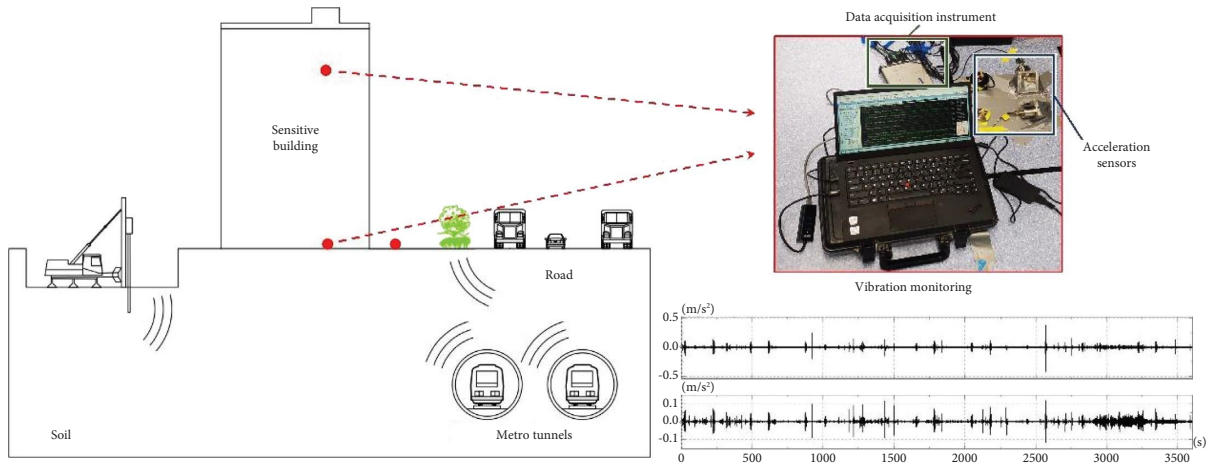 Data acquisition instrument
Sensitive
building
Acceleration
sensors
Road
Vibration monitoring
Soil
Metro tunnels
(m/s²)
0.5
0.0
-0.5
(m/s²)
0.1
0.0
-0.1
0 500 1000 1500 2000 2500 3000 3500 (s)